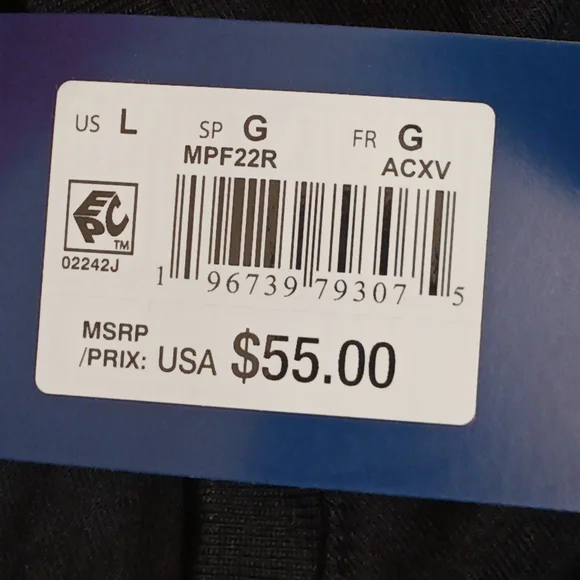 US L SP G FR G
MPF22R ACXV
EPC TM
02242J
1 96739 79307 5
MSRP
/PRIX: USA $55.00